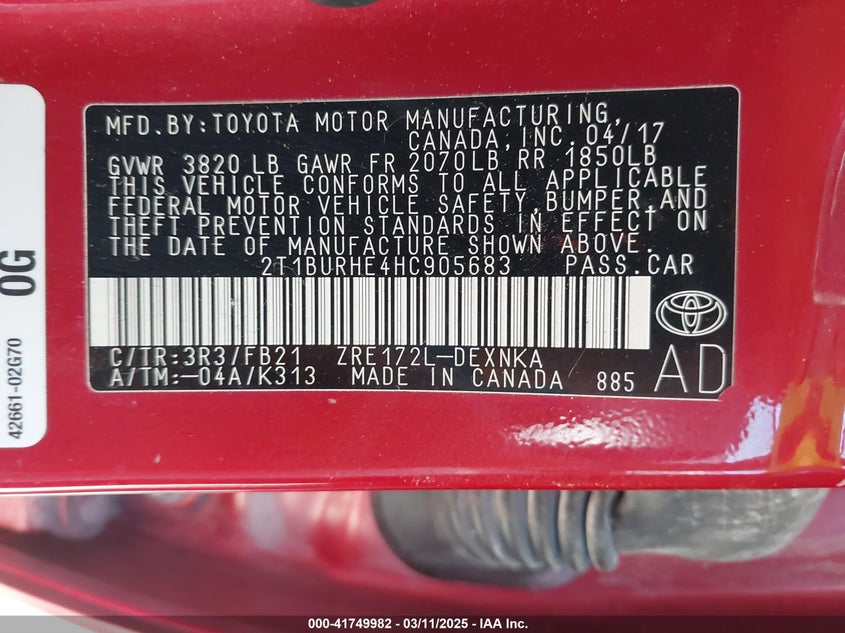 MFD.BY:TOYOTA MOTOR MANUFACTURING,
CANADA, INC. 04/17
GVWR 3820 LB GAWR FR 2070LB RR 1850LB
THIS VEHICLE CONFORMS TO ALL APPLICABLE
FEDERAL MOTOR VEHICLE SAFETY,BUMPER,AND
THEFT PREVENTION STANDARDS IN EFFECT ON
THE DATE OF MANUFACTURE SHOWN ABOVE.
2T1BURHE4HC905683 PASS.CAR
C/TR:3R3/FB21 ZRE172L-DEXNKA
A/TM:-04A/K313 MADE IN CANADA 885 AD
42661-02G70 0G
000-41749982 - 03/11/2025 - IAA Inc.